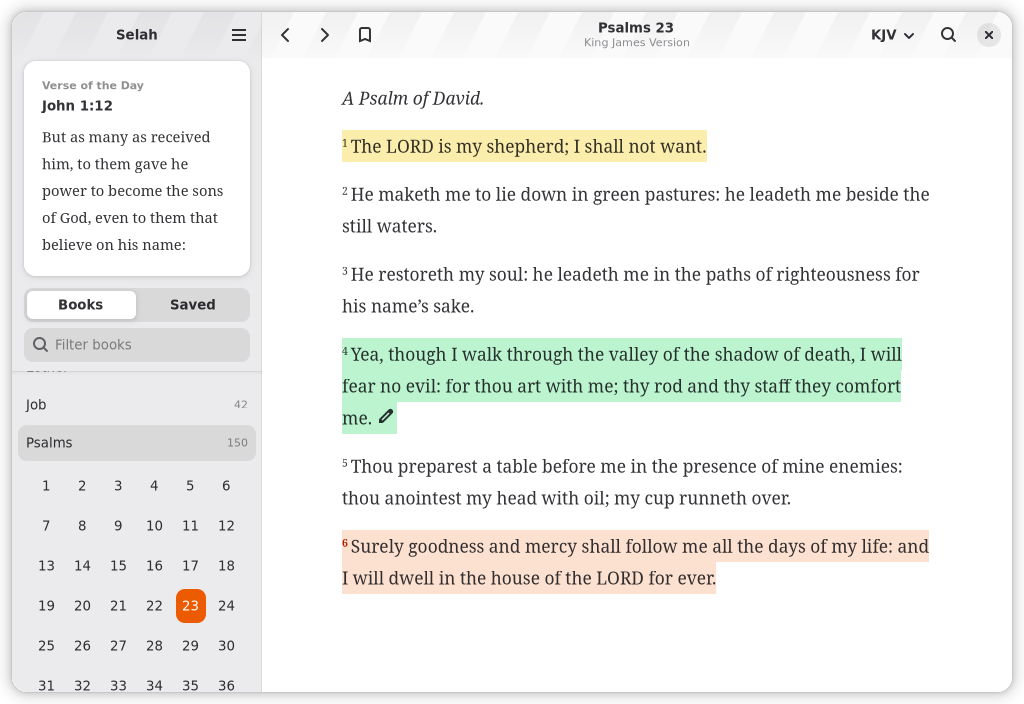 Selah
Verse of the Day
John 1:12
But as many as received
him, to them gave he
power to become the sons
of God, even to them that
believe on his name:
Books Saved
Filter books
Job 42
Psalms 150
1 2 3 4 5 6
7 8 9 10 11 12
13 14 15 16 17 18
19 20 21 22 23 24
25 26 27 28 29 30
31 32 33 34 35 36
Psalms 23
King James Version
KJV
A Psalm of David.
1 The LORD is my shepherd; I shall not want.
2 He maketh me to lie down in green pastures: he leadeth me beside the
still waters.
3 He restoreth my soul: he leadeth me in the paths of righteousness for
his name’s sake.
4 Yea, though I walk through the valley of the shadow of death, I will
fear no evil: for thou art with me; thy rod and thy staff they comfort
me.
5 Thou preparest a table before me in the presence of mine enemies:
thou anointest my head with oil; my cup runneth over.
6 Surely goodness and mercy shall follow me all the days of my life: and
I will dwell in the house of the LORD for ever.